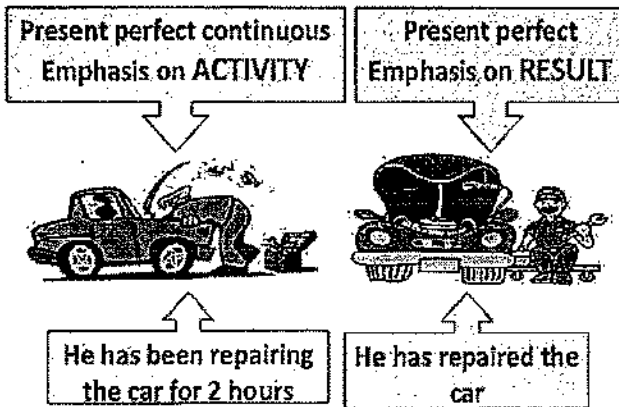 Present perfect continuous
Emphasis on ACTIVITY
Present perfect
Emphasis on RESULT
He has been repairing
the car for 2 hours
He has repaired the
car